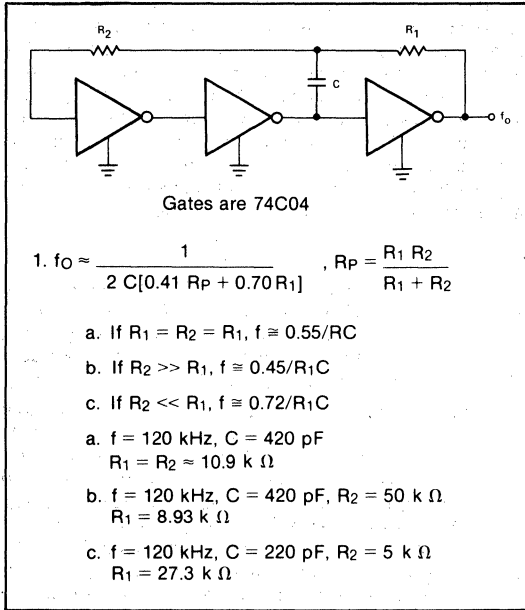 R2 R1
C
fo
Gates are 74C04
1. fO ≈ 1 / 2 C[0.41 RP + 0.70 R1] , RP = R1 R2 / R1 + R2
a. If R1 = R2 = R1, f ≅ 0.55/RC
b. If R2 >> R1, f ≅ 0.45/R1C
c. If R2 << R1, f ≅ 0.72/R1C
a. f = 120 kHz, C = 420 pF
R1 = R2 ≈ 10.9 k Ω
b. f = 120 kHz, C = 420 pF, R2 = 50 k Ω
R1 = 8.93 k Ω
c. f = 120 kHz, C = 220 pF, R2 = 5 k Ω
R1 = 27.3 k Ω